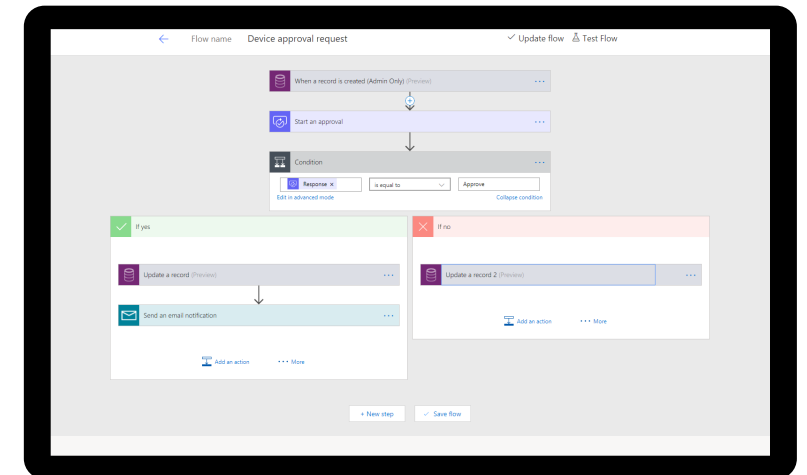 Flow name Device approval request Update flow Test Flow
When a record is created (Admin Only) (Preview)
Start an approval
Condition
Response x is equal to Approve
Edit in advanced mode Collapse condition
If yes If no
Update a record (Preview) Update a record 2 (Preview)
Send an email notification
Add an action More
Add an action More
+ New step Save flow